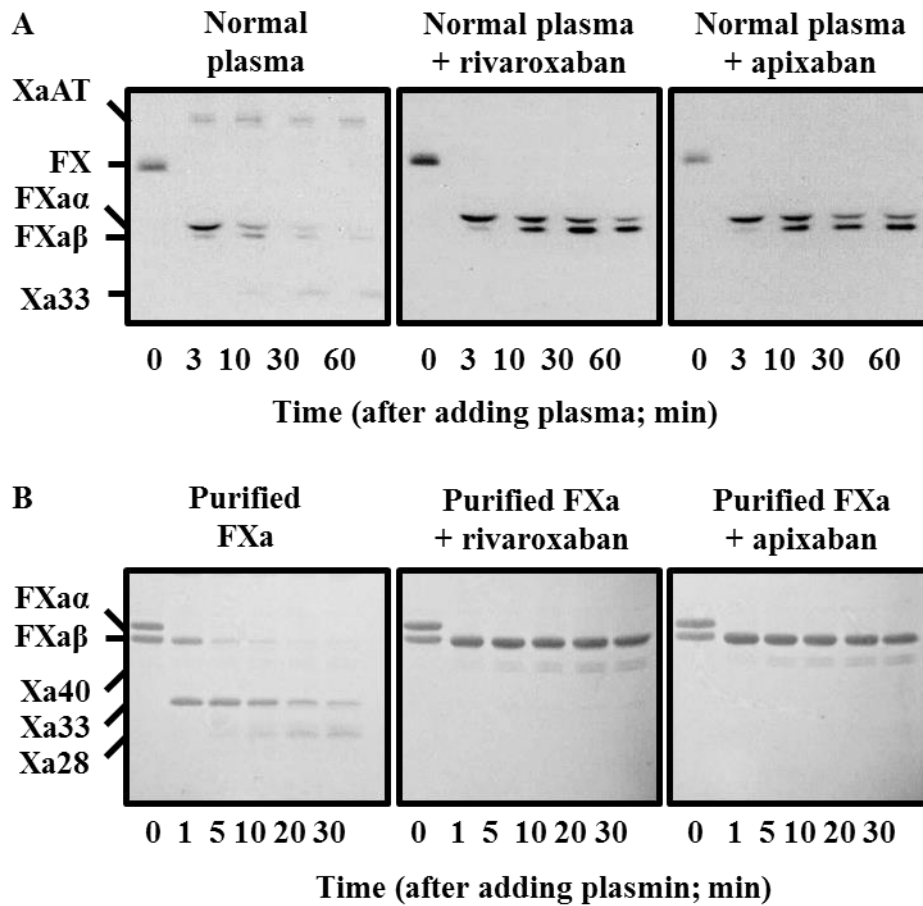 A
Normal
plasma
Normal plasma
+ rivaroxaban
Normal plasma
+ apixaban
XaAT
FX
FXaα
FXaβ
Xa33
0 3 10 30 60
0 3 10 30 60
0 3 10 30 60
Time (after adding plasma; min)
B
Purified
FXa
Purified FXa
+ rivaroxaban
Purified FXa
+ apixaban
FXaα
FXaβ
Xa40
Xa33
Xa28
0 1 5 10 20 30
0 1 5 10 20 30
0 1 5 10 20 30
Time (after adding plasmin; min)